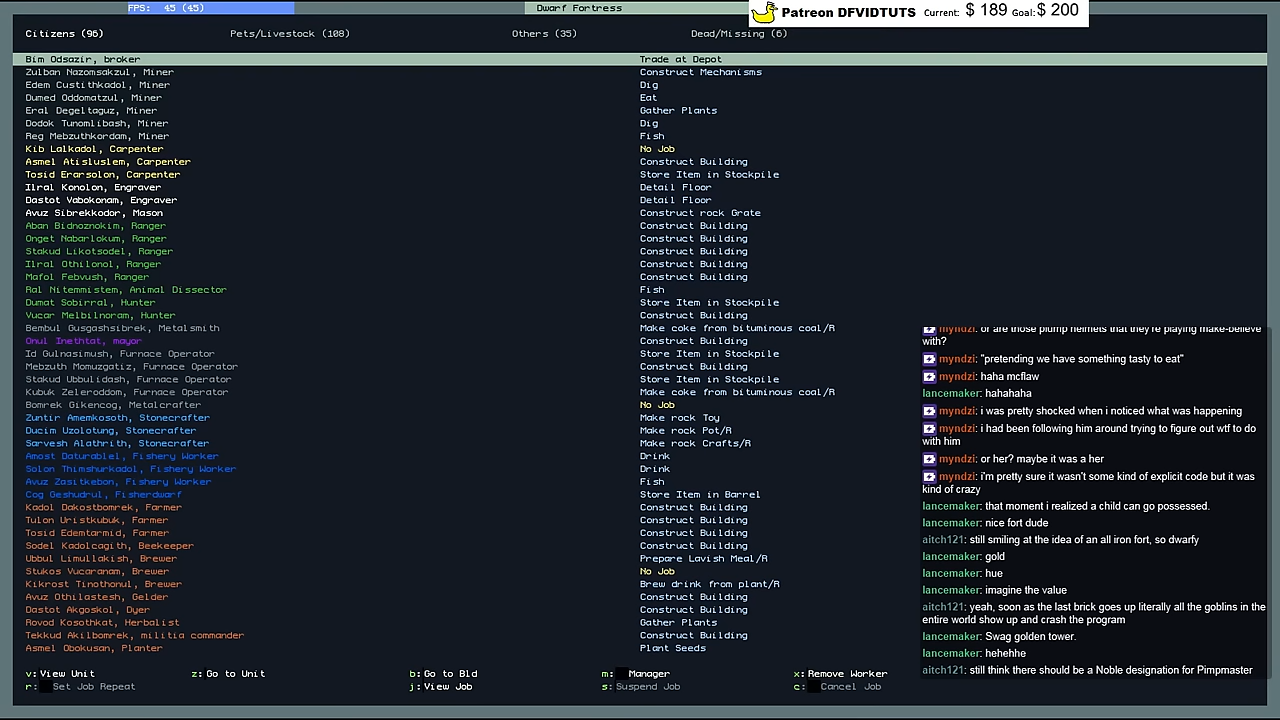 FPS: 45 (45)
Dwarf Fortress
Patreon DFVIDTUTS Current: $ 189 Goal: $ 200
Citizens (96) Pets/Livestock (108) Others (35) Dead/Missing (6)
Bim Odsazir, broker Trade at Depot
Zulban Nazomsakzul, Miner Construct Mechanisms
Edem Custithkadol, Miner Dig
Dumed Oddomatzul, Miner Eat
Eral Degeltaguz, Miner Gather Plants
Dodok Tunomlibash, Miner Dig
Reg Mebzuthkordam, Miner Fish
Kib Lalkadol, Carpenter No Job
Asmel Atisluslem, Carpenter Construct Building
Tosid Erarsolon, Carpenter Store Item in Stockpile
Ilral Konolon, Engraver Detail Floor
Dastot Vabokonam, Engraver Detail Floor
Avuz Sibrekkodor, Mason Construct rock Grate
Aban Bidnoznokim, Ranger Construct Building
Onget Nabarlokum, Ranger Construct Building
Stakud Likotsodel, Ranger Construct Building
Ilral Othilonol, Ranger Construct Building
Mafol Febvush, Ranger Construct Building
Ral Nitemmistem, Animal Dissector Fish
Dumat Sobirral, Hunter Store Item in Stockpile
Vucar Melbilnoram, Hunter Construct Building
Bembul Gusgashsibrek, Metalsmith Make coke from bituminous coal/R
Onul Inethtat, mayor Construct Building
Id Gulnasimush, Furnace Operator Store Item in Stockpile
Mebzuth Momuzgatiz, Furnace Operator Construct Building
Stakud Ubbulidash, Furnace Operator Store Item in Stockpile
Kubuk Zeleroddom, Furnace Operator Make coke from bituminous coal/R
Bomrek Gikencog, Metalcrafter No Job
Zuntir Amemkosoth, Stonecrafter Make rock Toy
Ducim Uzolotung, Stonecrafter Make rock Pot/R
Sarvesh Alathrith, Stonecrafter Make rock Crafts/R
Amost Daturablel, Fishery Worker Drink
Solon Thimshurkadol, Fishery Worker Drink
Avuz Zasitkebon, Fishery Worker Fish
Cog Geshudrul, Fisherdwarf Store Item in Barrel
Kadol Dakostbomrek, Farmer Construct Building
Tulon Uristkubuk, Farmer Construct Building
Tosid Edemtarmid, Farmer Construct Building
Sodel Kadolcagith, Beekeeper Construct Building
Ubbul Limullakish, Brewer Prepare Lavish Meal/R
Stukos Vucaranam, Brewer No Job
Kikrost Tinothonul, Brewer Brew drink from plant/R
Avuz Othilastesh, Gelder Construct Building
Dastot Akgoskol, Dyer Construct Building
Rovod Kosothkat, Herbalist Gather Plants
Tekkud Akilbomrek, militia commander Construct Building
Asmel Obokusan, Planter Plant Seeds
v: View Unit z: Go to Unit b: Go to Bld m: Manager x: Remove Worker
r: Set Job Repeat j: View Job s: Suspend Job c: Cancel Job
myndzi: or are those plump helmets that they're playing make-believe
with?
myndzi: "pretending we have something tasty to eat"
myndzi: haha mcflaw
lancemaker: hahahaha
myndzi: i was pretty shocked when i noticed what was happening
myndzi: i had been following him around trying to figure out wtf to do
with him
myndzi: or her? maybe it was a her
myndzi: i'm pretty sure it wasn't some kind of explicit code but it was
kind of crazy
lancemaker: that moment i realized a child can go possessed.
lancemaker: nice fort dude
aitch121: still smiling at the idea of an all iron fort, so dwarfy
lancemaker: gold
lancemaker: hue
lancemaker: imagine the value
aitch121: yeah, soon as the last brick goes up literally all the goblins in the
entire world show up and crash the program
lancemaker: Swag golden tower.
lancemaker: hehehhe
aitch121: still think there should be a Noble designation for Pimpmaster